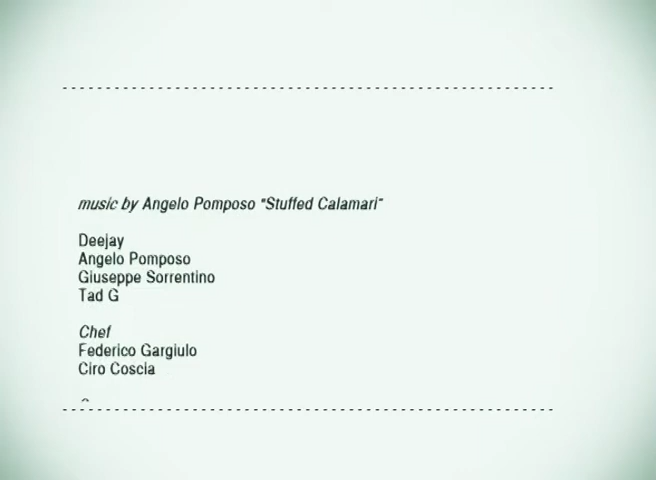 music by Angelo Pomposo "Stuffed Calamari"
Deejay
Angelo Pomposo
Giuseppe Sorrentino
Tad G
Chef
Federico Gargiulo
Ciro Coscia